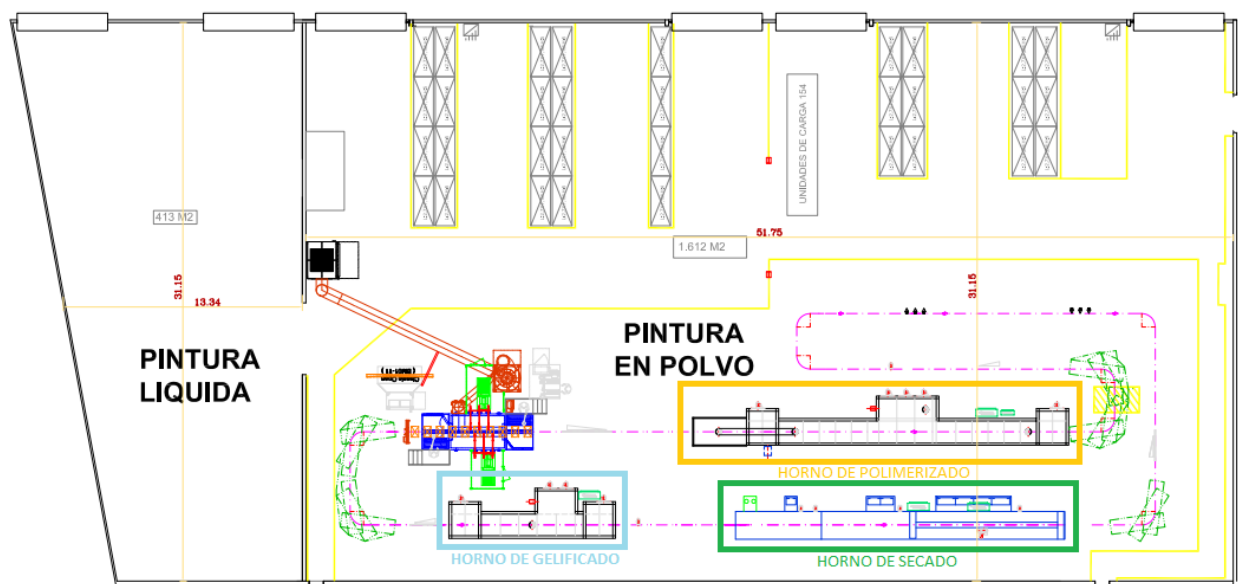 UNIDADES DE CARGA 154
413 M2
51.75
1.612 M2
31.15
31.15
13.34
PINTURA
LIQUIDA
PINTURA
EN POLVO
HORNO DE POLIMERIZADO
HORNO DE GELIFICADO
HORNO DE SECADO